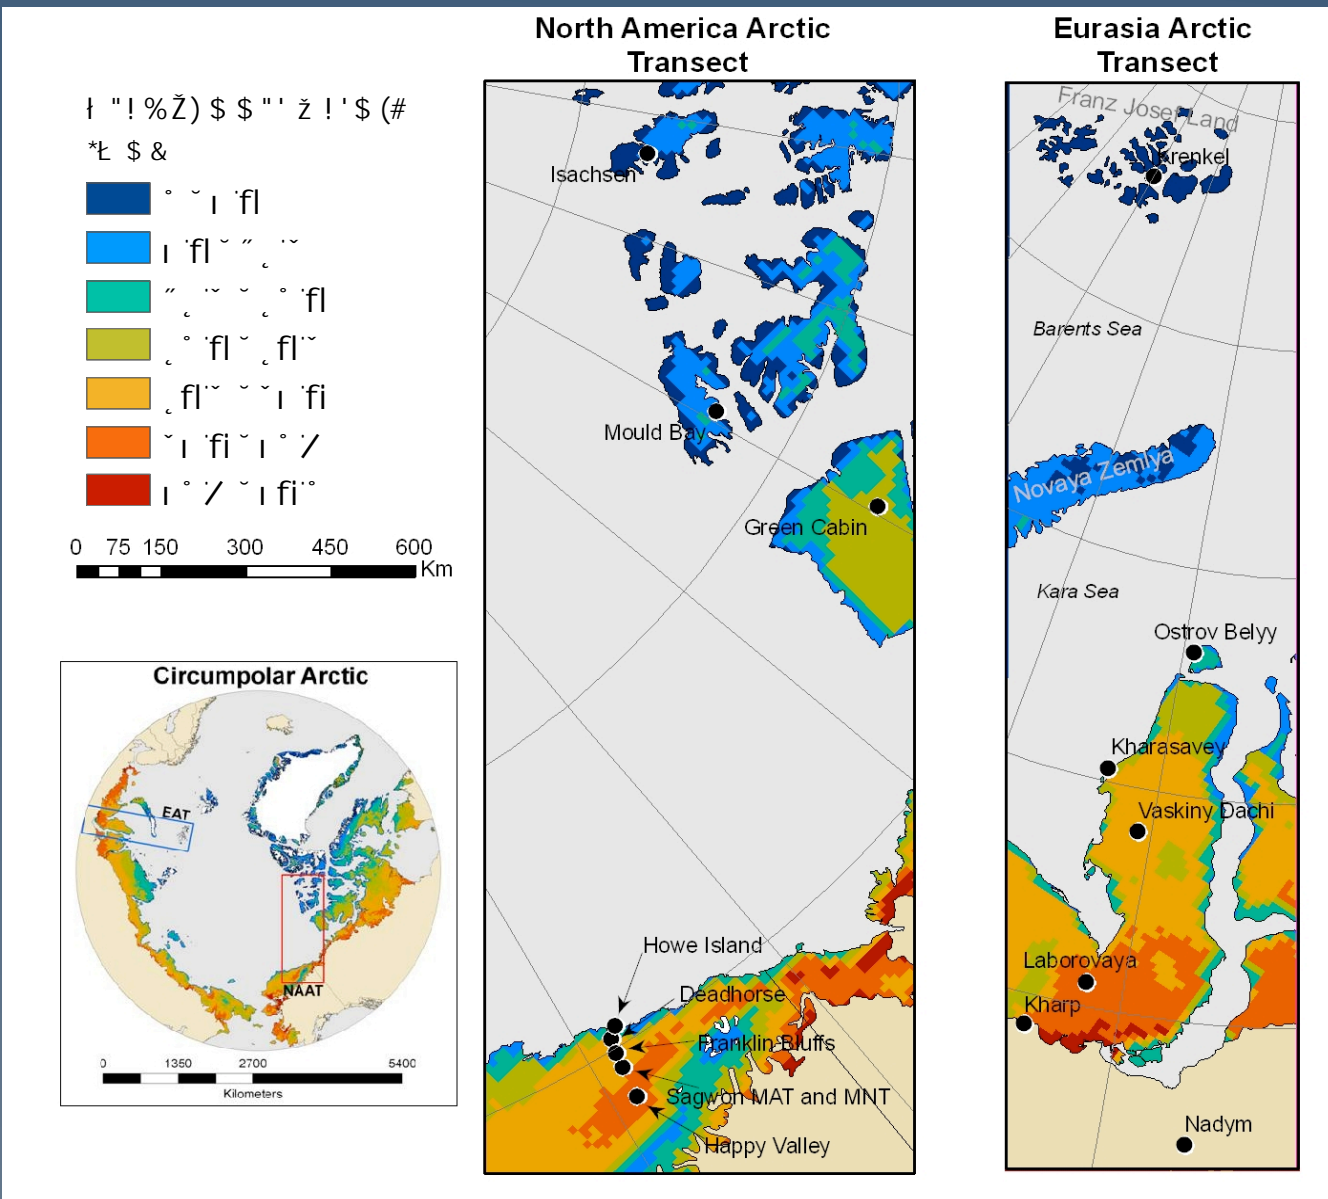 North America Arctic
Transect
Eurasia Arctic
Transect
0 75 150 300 450 600
Km
Circumpolar Arctic
EAT
NAAT
0 1350 2700 5400
Kilometers
Isachsen
Mould Bay
Green Cabin
Howe Island
Deadhorse
Franklin Bluffs
Sagwon MAT and MNT
Happy Valley
Franz Josef Land
Krenkel
Barents Sea
Novaya Zemlya
Kara Sea
Ostrov Belyy
Kharasavey
Vaskiny Dachi
Laborovaya
Kharp
Nadym